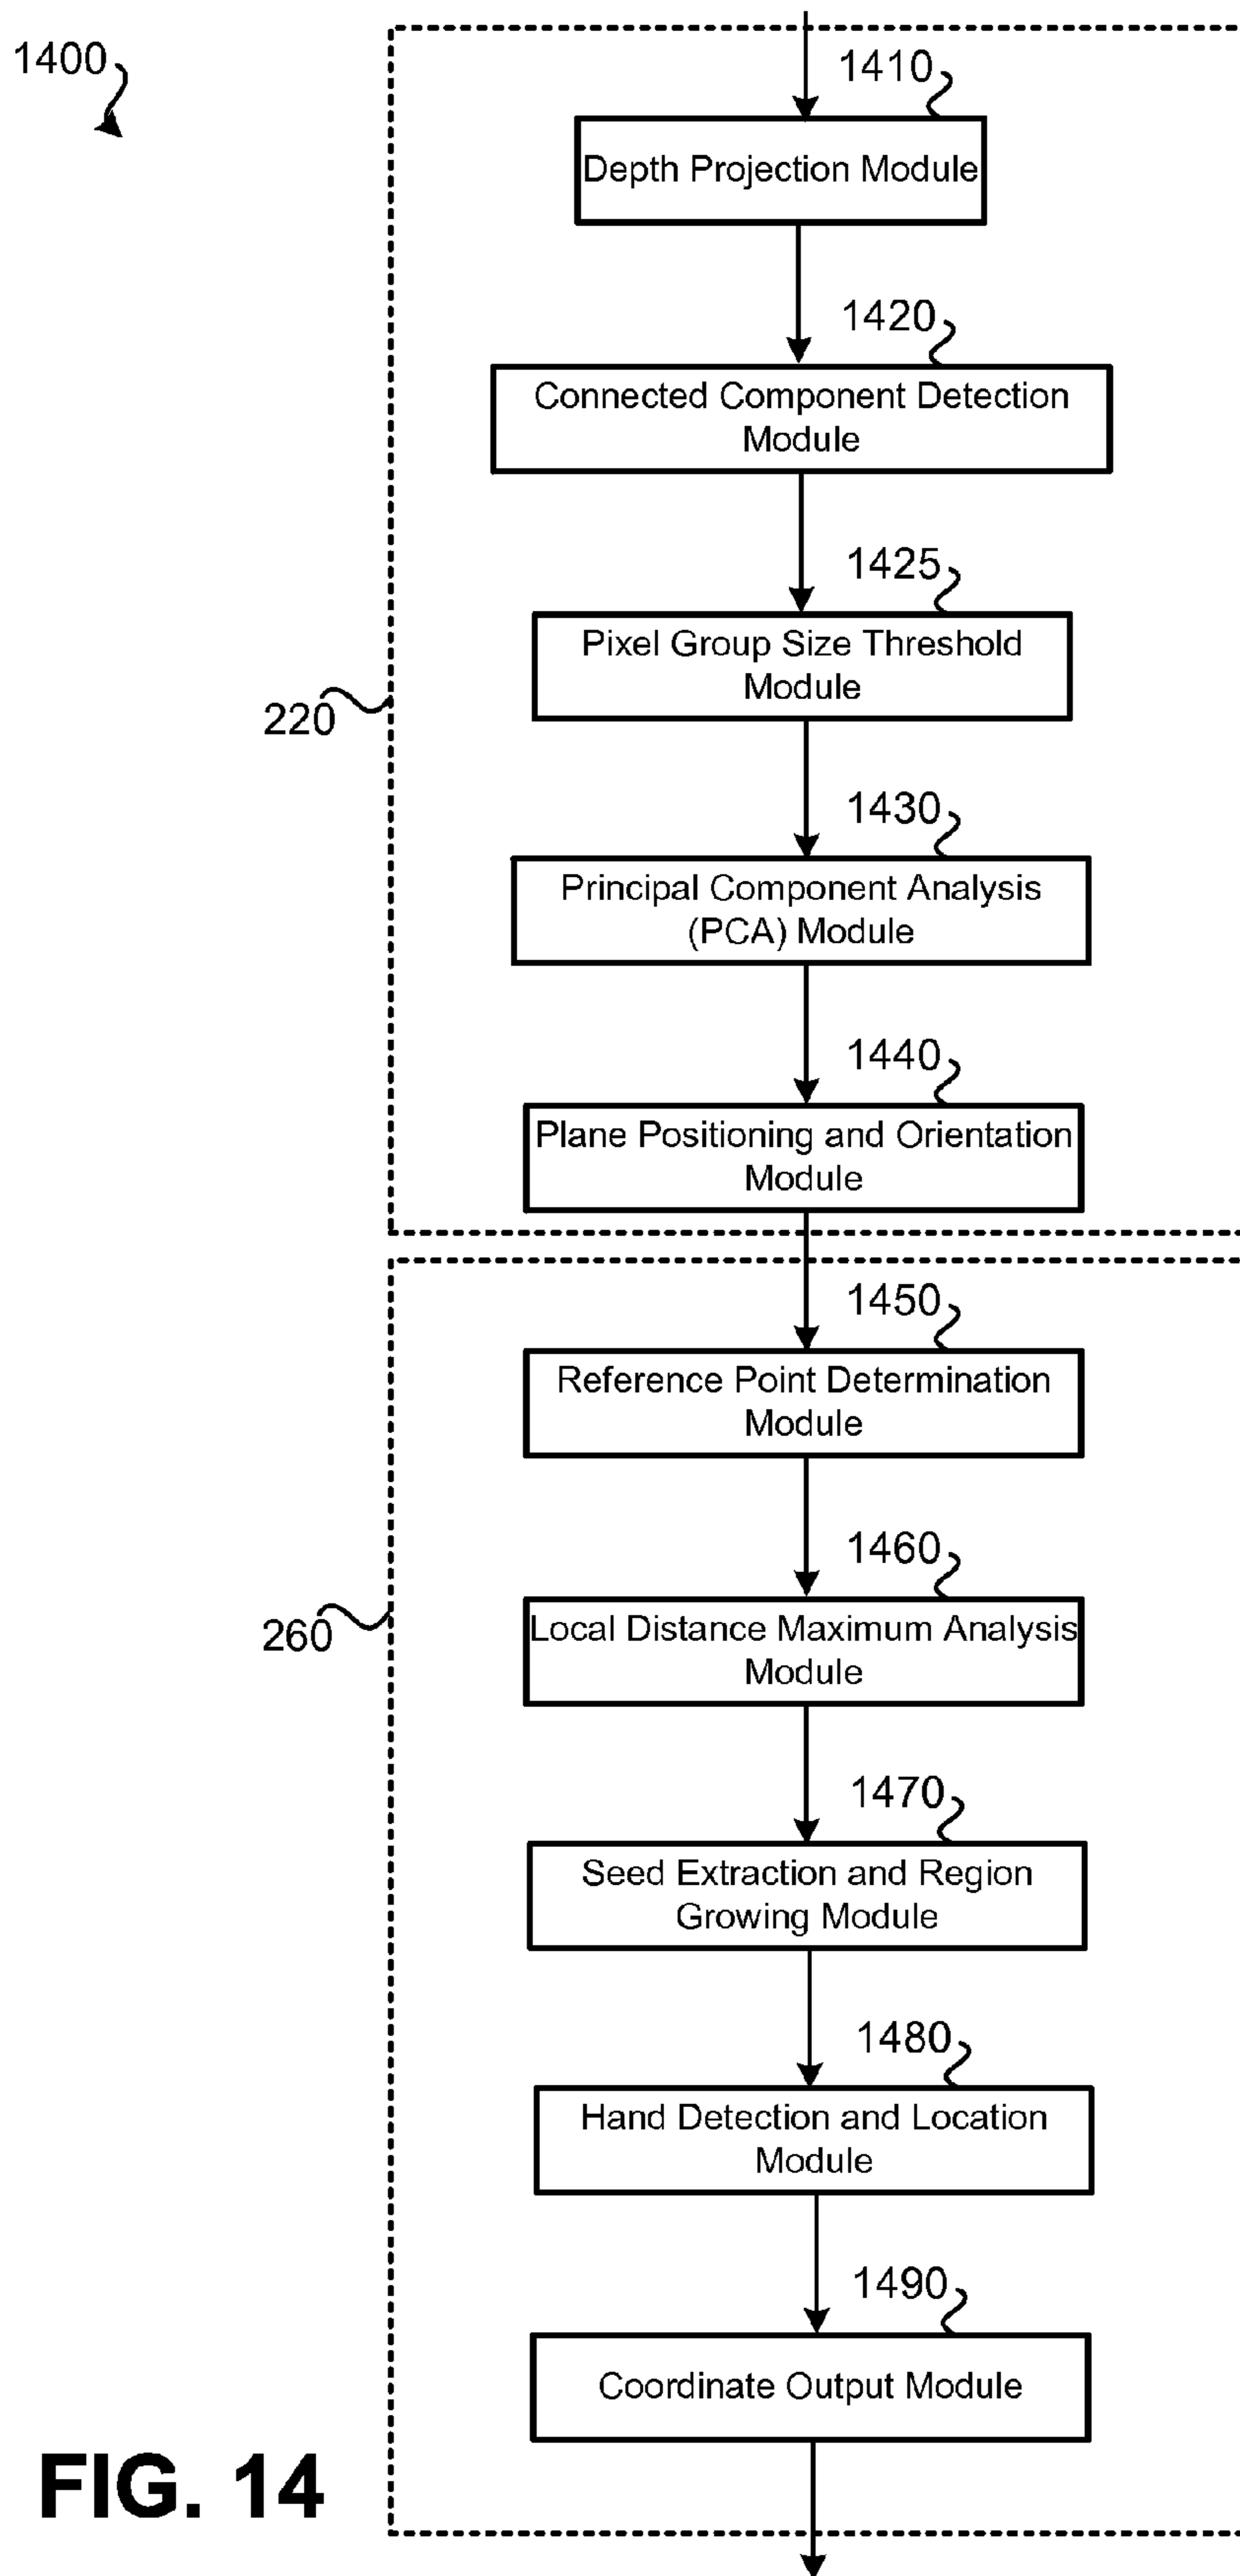 1400
1410
Depth Projection Module
1420
Connected Component Detection
Module
1425
Pixel Group Size Threshold
Module
220
1430
Principal Component Analysis
(PCA) Module
1440
Plane Positioning and Orientation
Module
1450
Reference Point Determination
Module
1460
260
Local Distance Maximum Analysis
Module
1470
Seed Extraction and Region
Growing Module
1480
Hand Detection and Location
Module
1490
Coordinate Output Module
FIG. 14